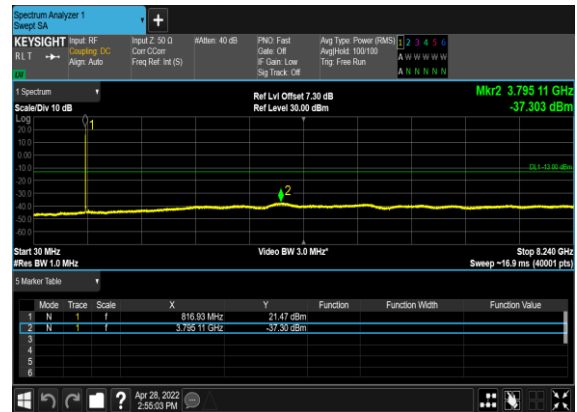 Spectrum Analyzer 1
Swept SA
KEYSIGHT Input: RF Input Z: 50 Ω #Atten: 40 dB PNO: Fast Avg Type: Power (RMS) 1 2 3 4 5 6
RLT Coupling: DC Corr CCorr Gate: Off Avg|Hold: 100/100 A W W W W W
Align: Auto Freq Ref: Int (S) IF Gain: Low Trig: Free Run
Sig Track: Off A N N N N N
1 Spectrum Ref Lvl Offset 7.30 dB Mkr2 3.795 11 GHz
Scale/Div 10 dB Ref Level 30.00 dBm -37.303 dBm
Log
1
20.0
10.0
0.00
-10.0
DL1 -13.00 dBm
-20.0
-30.0
2
-40.0
-50.0
-60.0
Start 30 MHz Video BW 3.0 MHz* Stop 8.240 GHz
#Res BW 1.0 MHz Sweep ~16.9 ms (40001 pts)
5 Marker Table
Mode Trace Scale X Y Function Function Width Function Value
1 N 1 f 816.93 MHz 21.47 dBm
2 N 1 f 3.795 11 GHz -37.30 dBm
3
4
5
6
? Apr 28, 2022
2:55:03 PM